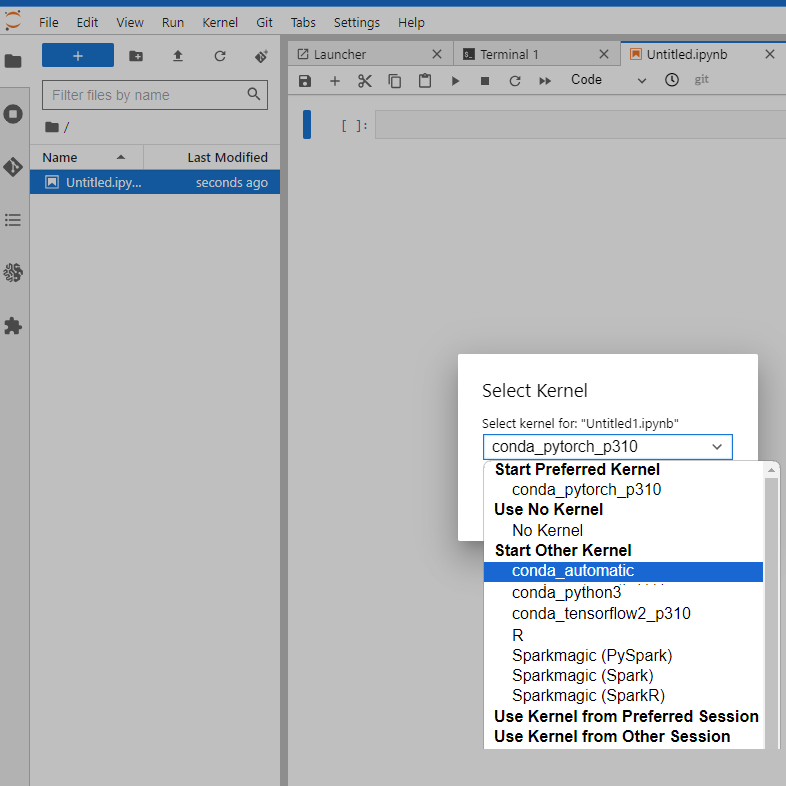 File Edit View Run Kernel Git Tabs Settings Help
+
Launcher Terminal 1 Untitled.ipynb
Code git
Filter files by name
/
Name Last Modified
Untitled.ipy... seconds ago
[ ]:
Select Kernel
Select kernel for: "Untitled1.ipynb"
conda_pytorch_p310
Start Preferred Kernel
conda_pytorch_p310
Use No Kernel
No Kernel
Start Other Kernel
conda_automatic
conda_python3
conda_tensorflow2_p310
R
Sparkmagic (PySpark)
Sparkmagic (Spark)
Sparkmagic (SparkR)
Use Kernel from Preferred Session
Use Kernel from Other Session